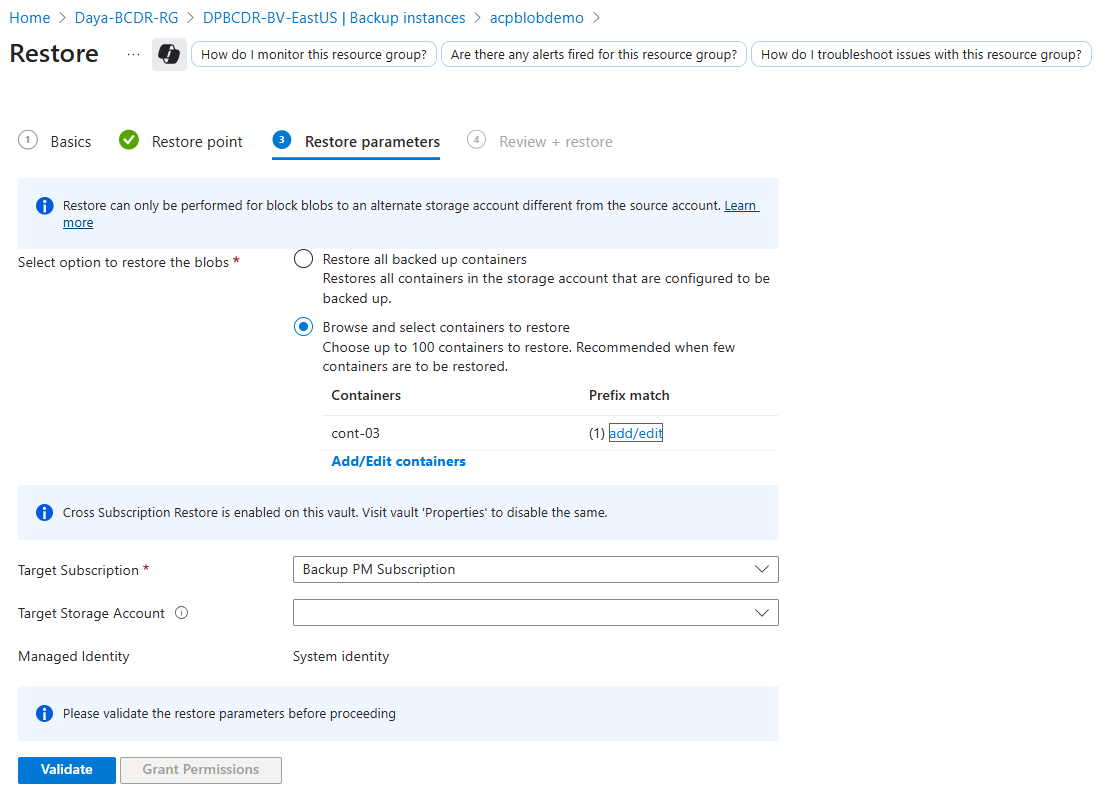 Home > Daya-BCDR-RG > DPBCDR-BV-EastUS | Backup instances > acpblobdemo >
Restore ... How do I monitor this resource group? Are there any alerts fired for this resource group? How do I troubleshoot issues with this resource group?
1 Basics Restore point 3 Restore parameters 4 Review + restore
Restore can only be performed for block blobs to an alternate storage account different from the source account. Learn
more
Select option to restore the blobs * Restore all backed up containers
Restores all containers in the storage account that are configured to be
backed up.
Browse and select containers to restore
Choose up to 100 containers to restore. Recommended when few
containers are to be restored.
Containers Prefix match
cont-03 (1) add/edit
Add/Edit containers
Cross Subscription Restore is enabled on this vault. Visit vault 'Properties' to disable the same.
Target Subscription * Backup PM Subscription
Target Storage Account
Managed Identity System identity
Please validate the restore parameters before proceeding
Validate Grant Permissions